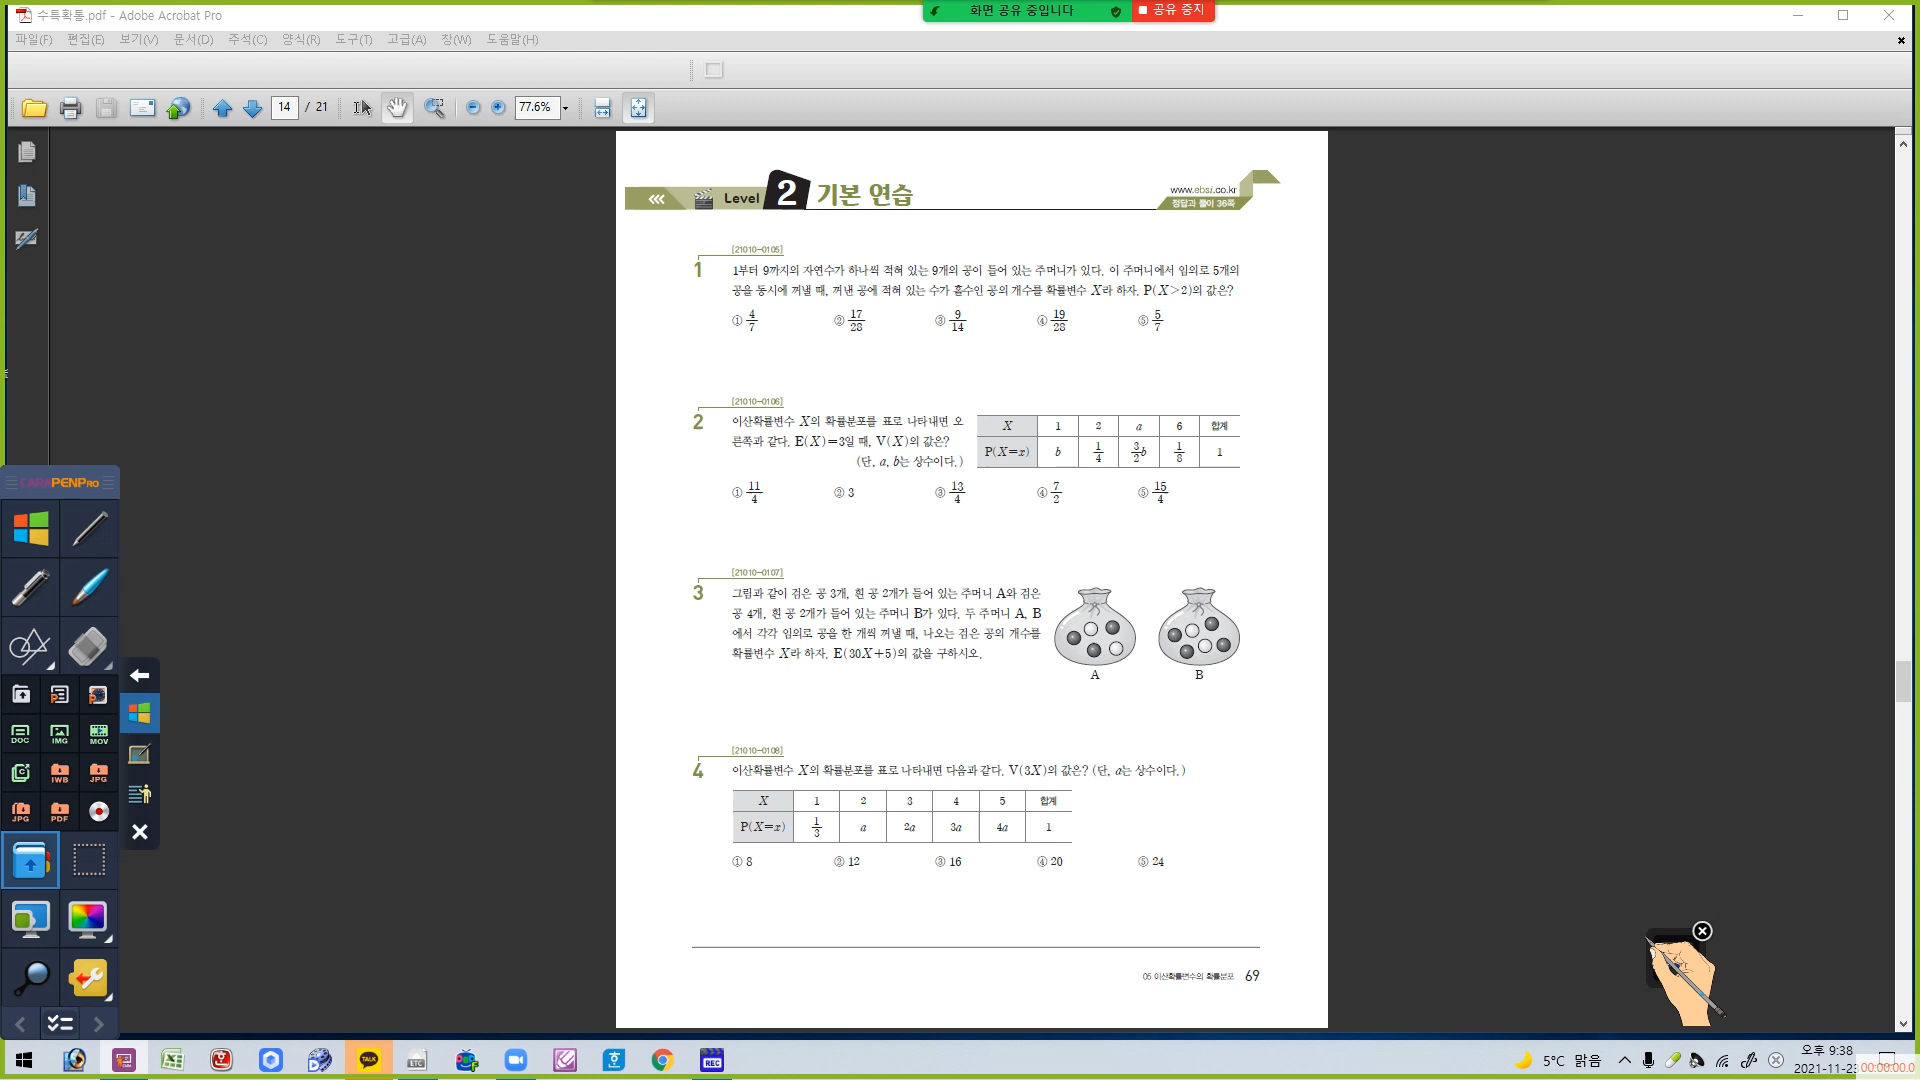 수특확통.pdf - Adobe Acrobat Pro
화면 공유 중입니다
공유 중지
파일(F) 편집(E) 보기(V) 문서(D) 주석(C) 양식(R) 도구(T) 고급(A) 창(W) 도움말(H)
14 / 21
77.6%
Level 2 기본 연습
www.ebsi.co.kr
정답과 풀이 36쪽
[21010-0105]
1 1부터 9까지의 자연수가 하나씩 적혀 있는 9개의 공이 들어 있는 주머니가 있다. 이 주머니에서 임의로 5개의
공을 동시에 꺼낼 때, 꺼낸 공에 적혀 있는 수가 홀수인 공의 개수를 확률변수 X라 하자. P(X>2)의 값은?
① 4/7 ② 17/28 ③ 9/14 ④ 19/28 ⑤ 5/7
[21010-0106]
2 이산확률변수 X의 확률분포를 표로 나타내면 오
른쪽과 같다. E(X)=3일 때, V(X)의 값은?
(단, a, b는 상수이다.)
X 1 2 a 6 합계
P(X=x) b 1/4 3/2b 1/8 1
① 11/4 ② 3 ③ 13/4 ④ 7/2 ⑤ 15/4
[21010-0107]
3 그림과 같이 검은 공 3개, 흰 공 2개가 들어 있는 주머니 A와 검은
공 4개, 흰 공 2개가 들어 있는 주머니 B가 있다. 두 주머니 A, B
에서 각각 임의로 공을 한 개씩 꺼낼 때, 나오는 검은 공의 개수를
확률변수 X라 하자. E(30X+5)의 값을 구하시오.
A B
[21010-0108]
4 이산확률변수 X의 확률분포를 표로 나타내면 다음과 같다. V(3X)의 값은? (단, a는 상수이다.)
X 1 2 3 4 5 합계
P(X=x) 1/3 a 2a 3a 4a 1
① 8 ② 12 ③ 16 ④ 20 ⑤ 24
05 이산확률변수의 확률분포 69
CARAPENPRO
DOC IMG MOV
IWB JPG
JPG PDF
TALK
ETC
REC
5°C 맑음
오후 9:38
2021-11-23
00:00:00.0